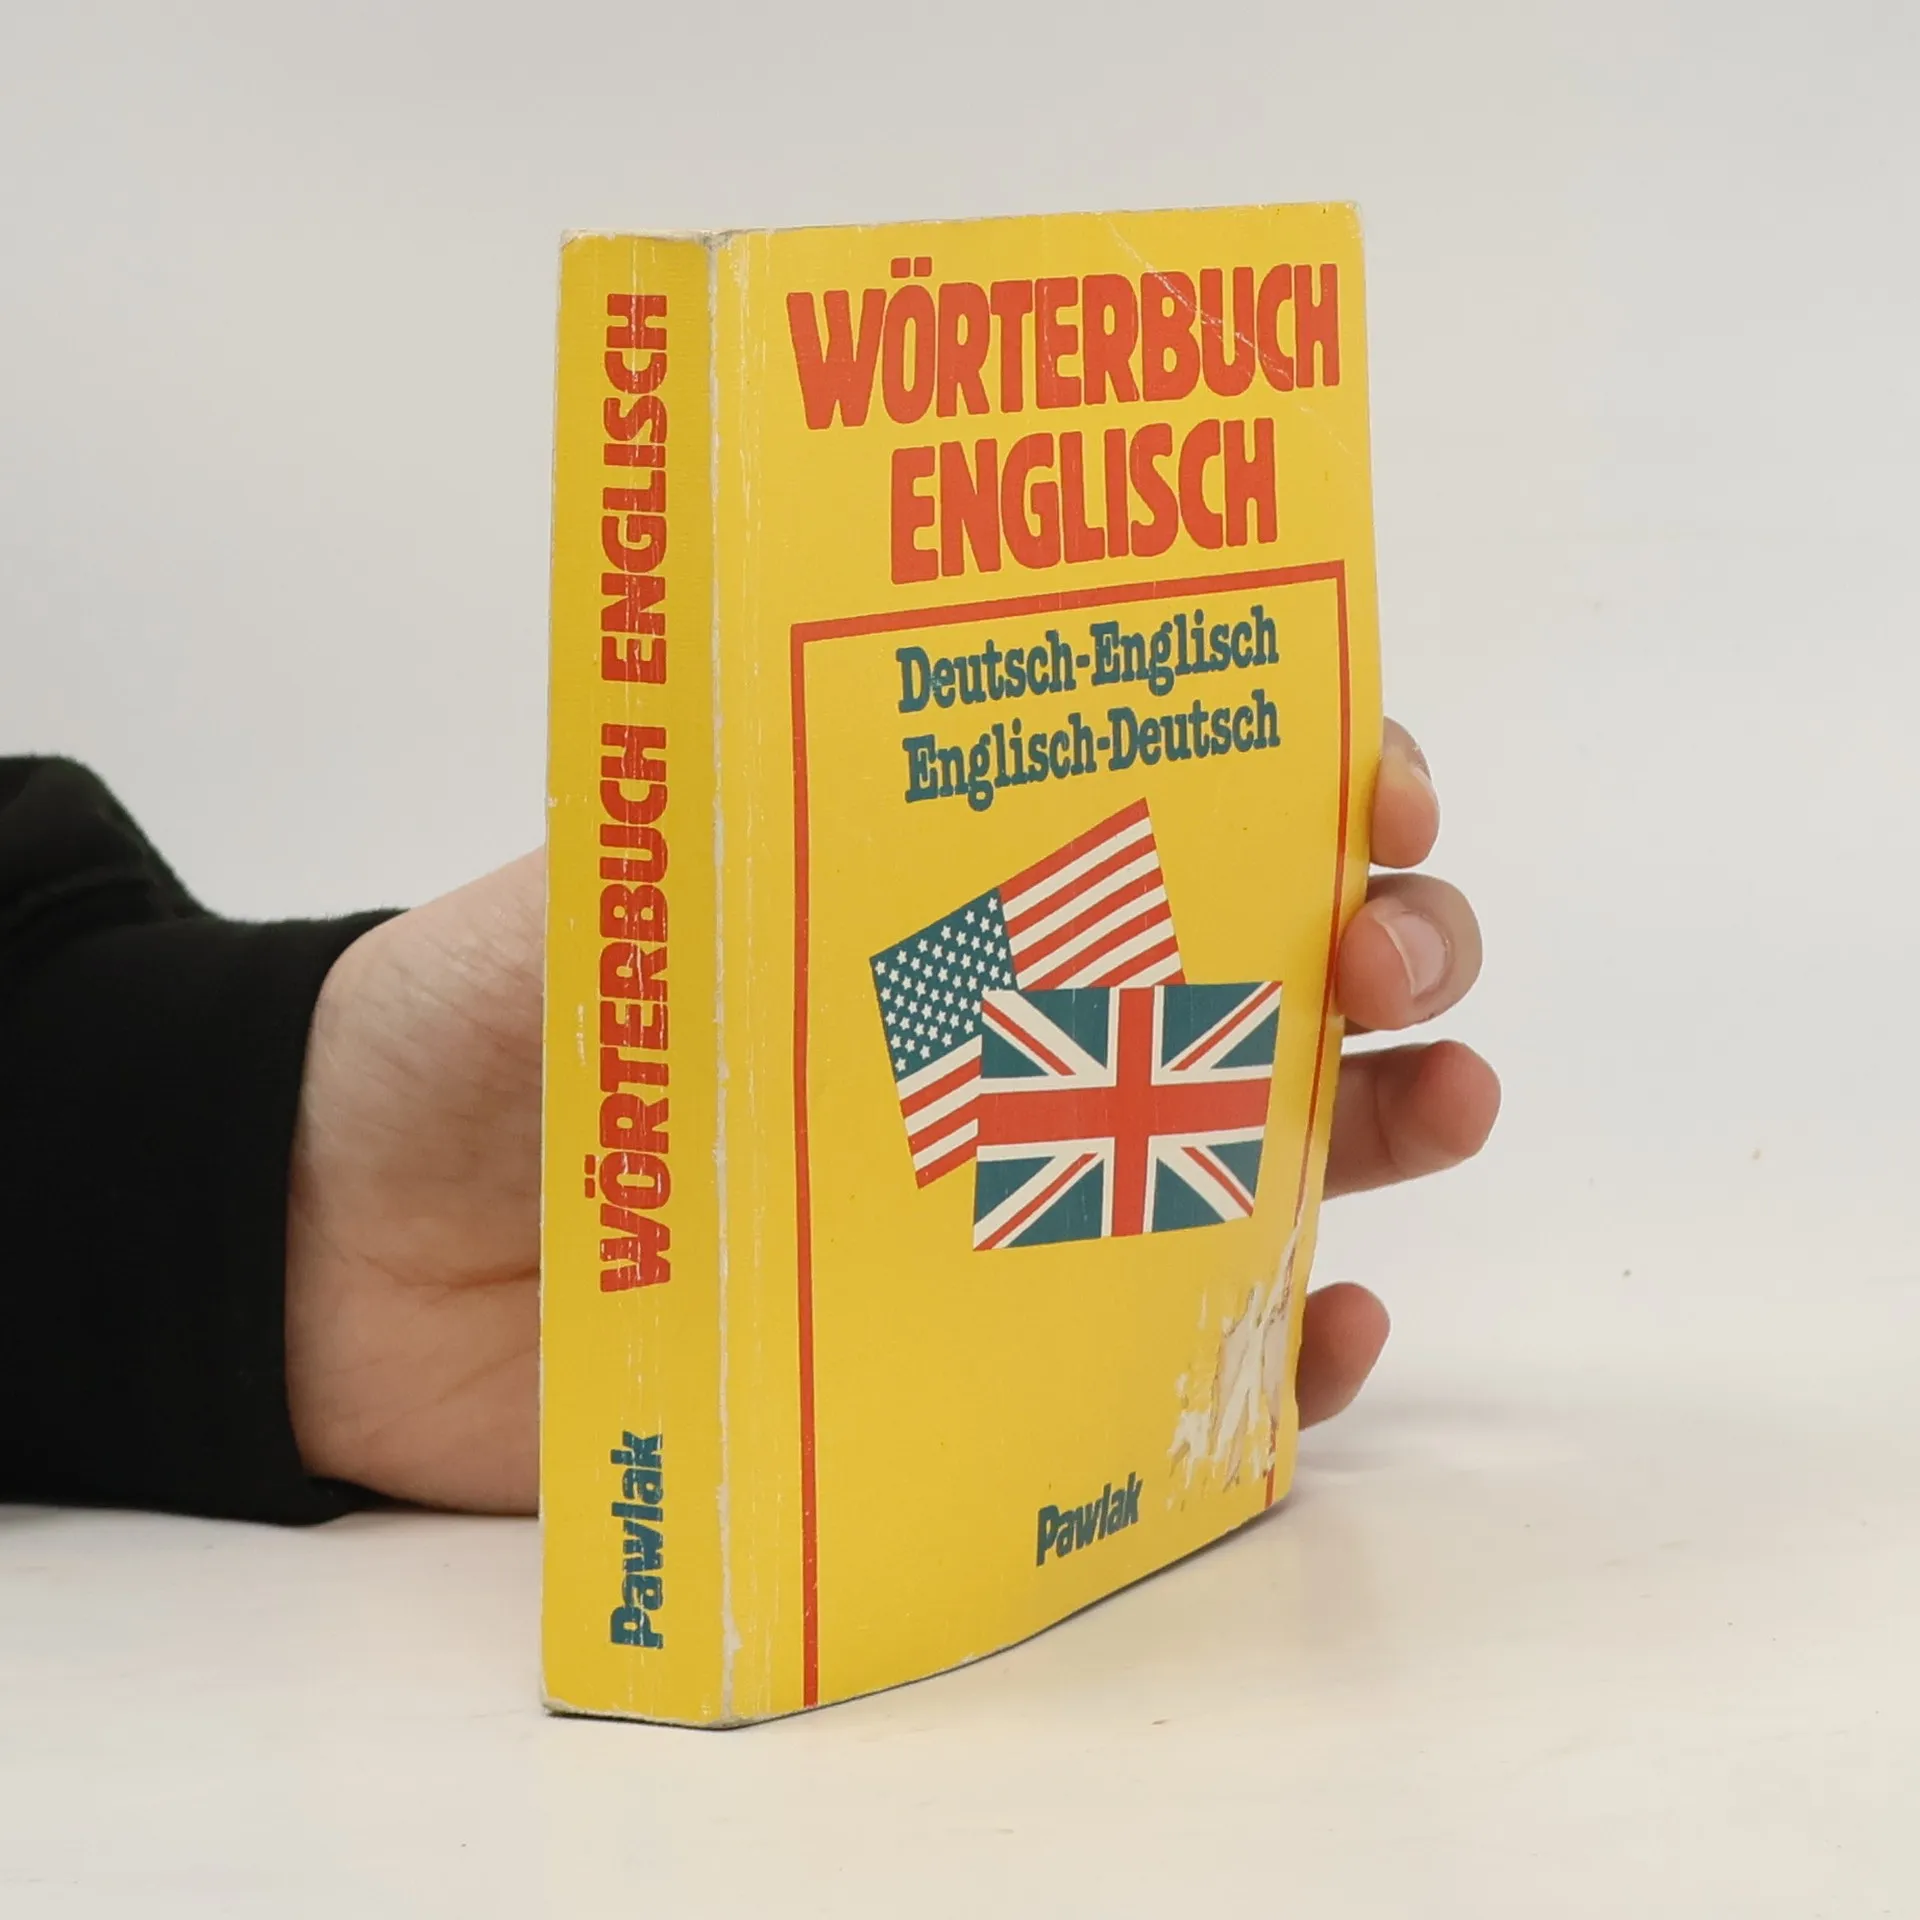 WÖRTERBUCH ENGLISCH
Pawlak
WÖRTERBUCH
ENGLISCH
Deutsch-Englisch
Englisch-Deutsch
Pawlak